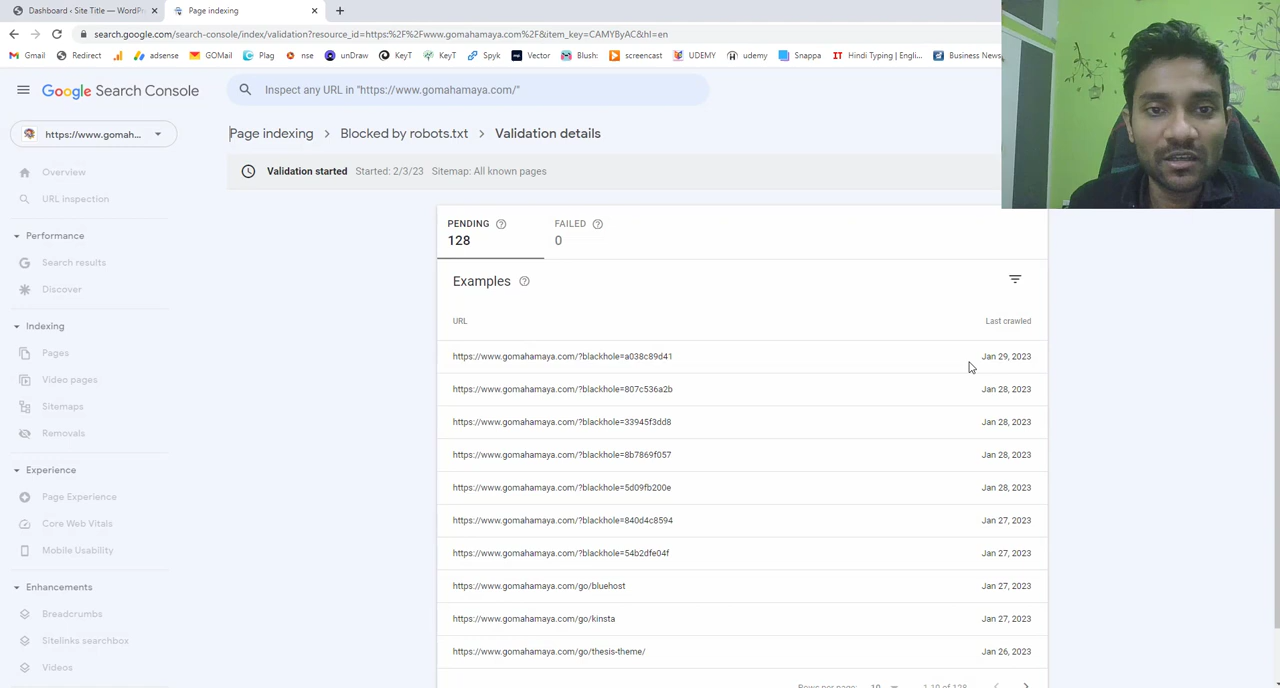 Dashboard ‹ Site Title — WordPr
Page indexing
search.google.com/search-console/index/validation?resource_id=https:%2F%2Fwww.gomahamaya.com%2F&item_key=CAMYByAC&hl=en
Gmail
Redirect
adsense
GOMail
Plag
nse
unDraw
KeyT
KeyT
Spyk
Vector
Blush:
screencast
UDEMY
udemy
Snappa
IT Hindi Typing | Engli...
Business News,
Google Search Console
Inspect any URL in "https://www.gomahamaya.com/"
https://www.gomah...
Page indexing > Blocked by robots.txt > Validation details
Overview
Validation started Started: 2/3/23 Sitemap: All known pages
URL inspection
PENDING
FAILED
128
0
Performance
Search results
Examples
Discover
URL
Last crawled
Indexing
Pages
https://www.gomahamaya.com/?blackhole=a038c89d41 Jan 29, 2023
Video pages
https://www.gomahamaya.com/?blackhole=807c536a2b Jan 28, 2023
Sitemaps
https://www.gomahamaya.com/?blackhole=33945f3dd8 Jan 28, 2023
Removals
https://www.gomahamaya.com/?blackhole=8b7869f057 Jan 28, 2023
Experience
https://www.gomahamaya.com/?blackhole=5d09fb200e Jan 28, 2023
Page Experience
Core Web Vitals
https://www.gomahamaya.com/?blackhole=840d4c8594 Jan 27, 2023
Mobile Usability
https://www.gomahamaya.com/?blackhole=54b2dfe04f Jan 27, 2023
Enhancements
https://www.gomahamaya.com/go/bluehost Jan 27, 2023
Breadcrumbs
https://www.gomahamaya.com/go/kinsta Jan 27, 2023
Sitelinks searchbox
https://www.gomahamaya.com/go/thesis-theme/ Jan 26, 2023
Videos
Rows per page: 10 1-10 of 128